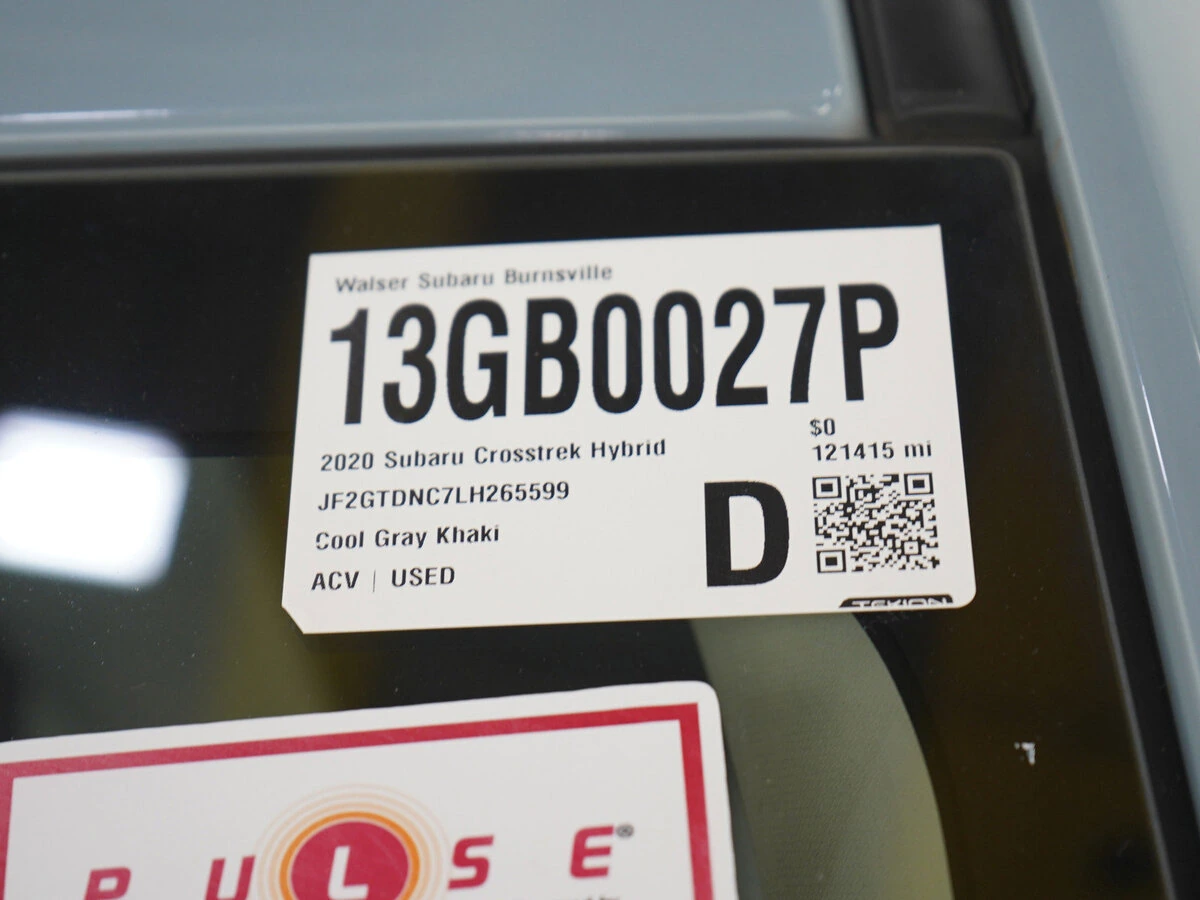 Walser Subaru Burnsville
13GB0027P
$0
2020 Subaru Crosstrek Hybrid
121415 mi
JF2GTDNC7LH265599
Cool Gray Khaki
D
ACV | USED
TEKION
PULSE®